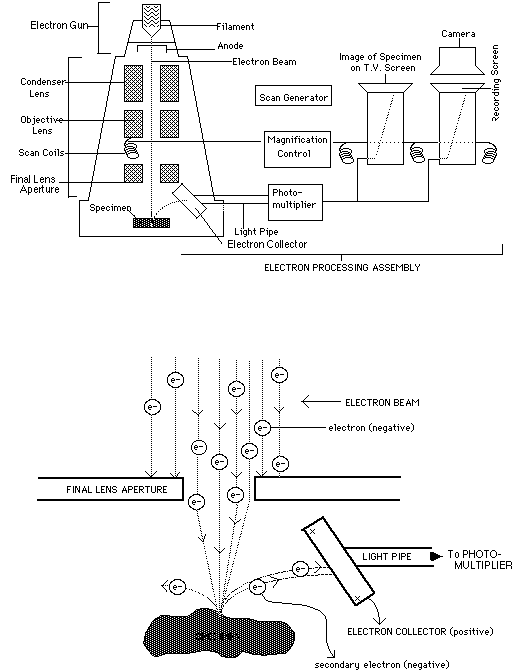 Electron Gun
Filament
Anode
Electron Beam
Condenser
Lens
Objective
Lens
Scan Coils
Final Lens
Aperture
Specimen
Light Pipe
Electron Collector
Scan Generator
Magnification
Control
Photo-
multiplier
Image of Specimen
on T.V. Screen
Camera
Recording Screen
ELECTRON PROCESSING ASSEMBLY
e-
e-
e-
e-
ELECTRON BEAM
e-
electron (negative)
e-
e-
e-
e-
FINAL LENS APERTURE
e-
e-
x
LIGHT PIPE
To PHOTO-
MULTIPLIER
e-
e-
e-
x
ELECTRON COLLECTOR (positive)
secondary electron (negative)